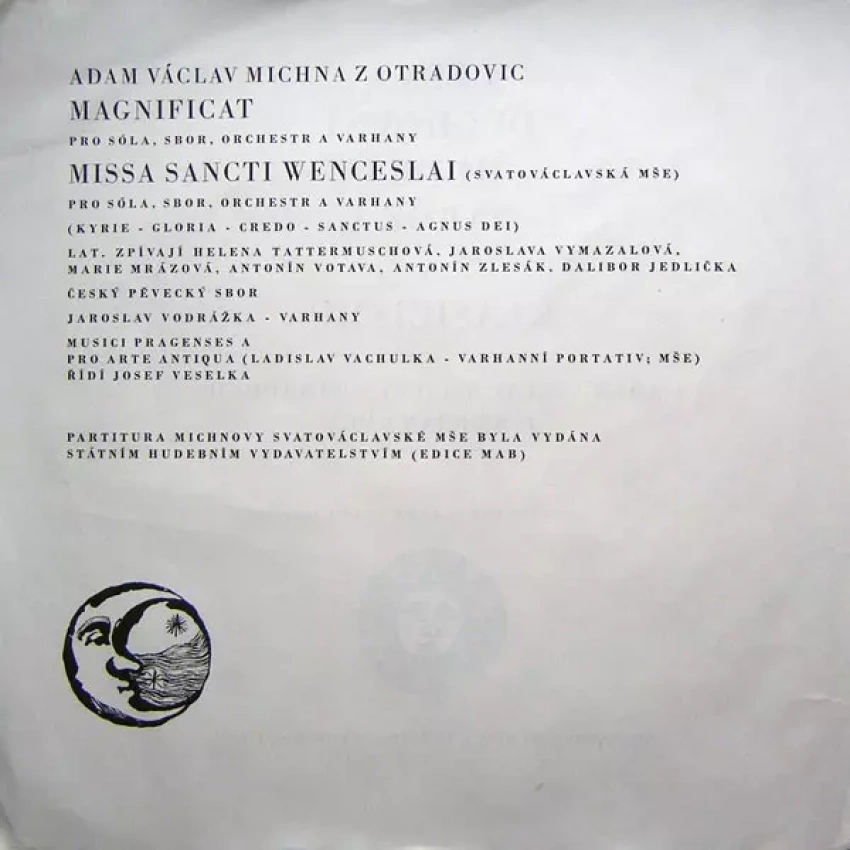 ADAM VÁCLAV MICHNA Z OTRADOVIC
MAGNIFICAT
PRO SÓLA, SBOR, ORCHESTR A VARHANY
MISSA SANCTI WENCESLAI (SVATOVÁCLAVSKÁ MŠE)
PRO SÓLA, SBOR, ORCHESTR A VARHANY
(KYRIE - GLORIA - CREDO - SANCTUS - AGNUS DEI)
LAT. ZPÍVAJÍ HELENA TATTERMUSCHOVÁ, JAROSLAVA VYMAZALOVÁ,
MARIE MRÁZOVÁ, ANTONÍN VOTAVA, ANTONÍN ZLESÁK, DALIBOR JEDLIČKA
ČESKÝ PĚVECKÝ SBOR
JAROSLAV VODRÁŽKA - VARHANY
MUSICI PRAGENSES A
PRO ARTE ANTIQUA (LADISLAV VACHULKA - VARHANNÍ PORTATIV; MŠE)
ŘÍDÍ JOSEF VESELKA
PARTITURA MICHNOVY SVATOVÁCLAVSKÉ MŠE BYLA VYDÁNA
STÁTNÍM HUDEBNÍM VYDAVATELSTVÍM (EDICE MAB)